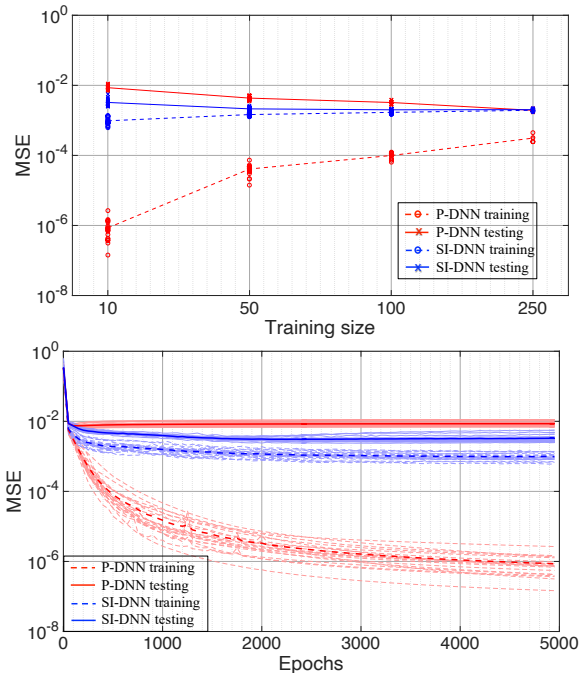 10^0
10^-2
10^-4
10^-6
10^-8
MSE
10
50
100
250
Training size
P-DNN training
P-DNN testing
SI-DNN training
SI-DNN testing
10^0
10^-2
10^-4
10^-6
10^-8
MSE
P-DNN training
P-DNN testing
SI-DNN training
SI-DNN testing
0
1000
2000
3000
4000
5000
Epochs